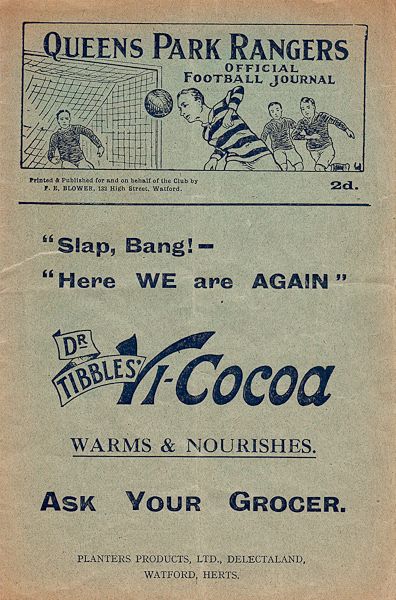 QUEENS PARK RANGERS
OFFICIAL
FOOTBALL JOURNAL
Printed & Published for and on behalf of the Club by
F. E. BLOWER, 132 High Street, Watford.
2d.
"Slap, Bang!—
"Here WE are AGAIN"
DR
TIBBLES'
Vi-Cocoa
WARMS & NOURISHES.
ASK YOUR GROCER.
PLANTERS PRODUCTS, LTD., DELECTALAND,
WATFORD, HERTS.